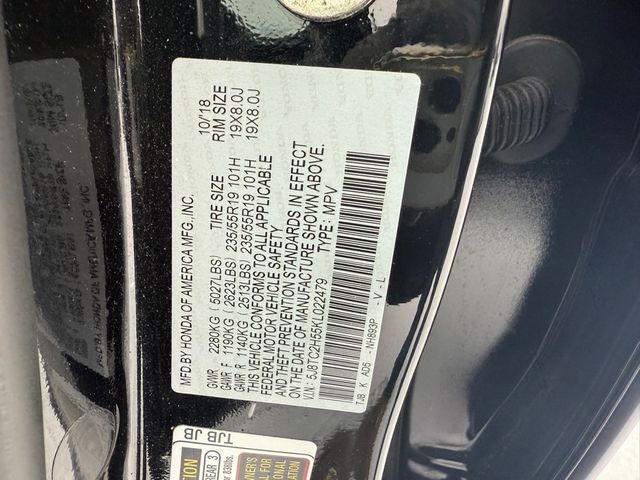 MFD.BY HONDA OF AMERICA MFG.,INC. 10/18
TIRE SIZE RIM SIZE
GVWR 2280KG (5027LBS)
GAWR F 1190KG (2623LBS) 235/55R19 101H 19X8.0J
GAWR R 1140KG (2513LBS) 235/55R19 101H 19X8.0J
THIS VEHICLE CONFORMS TO ALL APPLICABLE
FEDERAL MOTOR VEHICLE SAFETY
AND THEFT PREVENTION STANDARDS IN EFFECT
ON THE DATE OF MANUFACTURE SHOWN ABOVE.
V.I.N.: 5J8TC2H65KL022479 TYPE: MPV
TJB K AD6 -NH893P -V -L
TJB JB